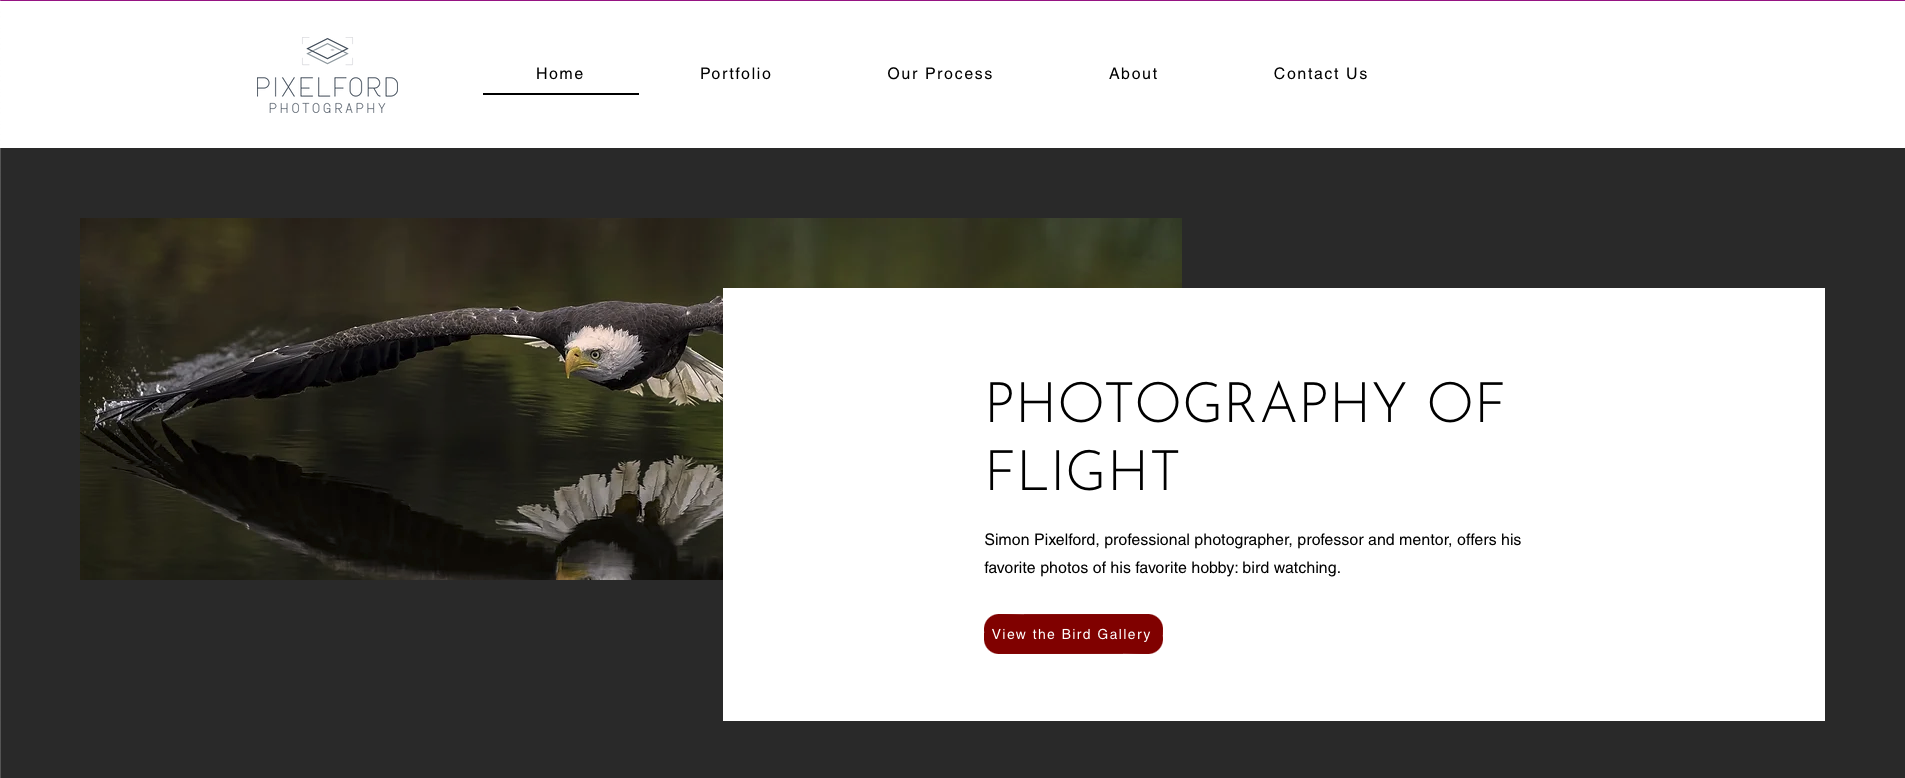 PIXELFORD
PHOTOGRAPHY
Home
Portfolio
Our Process
About
Contact Us
PHOTOGRAPHY OF
FLIGHT
Simon Pixelford, professional photographer, professor and mentor, offers his
favorite photos of his favorite hobby: bird watching.
View the Bird Gallery